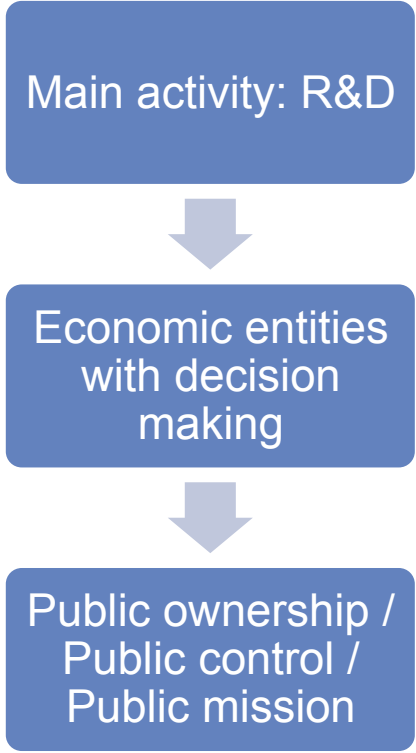 Main activity: R&D
Economic entities
with decision
making
Public ownership /
Public control /
Public mission